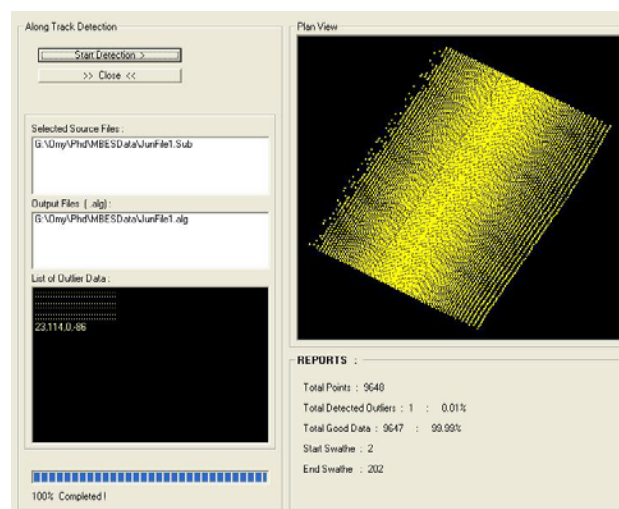 Along Track Detection
Start Detection >
>> Close <<
Selected Source Files :
G:\Omy\Phd\MBESData\JunFile1.Sub
Output Files ( .alg) :
G:\Omy\Phd\MBESData\JunFile1.alg
List of Outlier Data :
23,114,0,-86
100% Completed !
Plan View
REPORTS :
Total Points : 9648
Total Detected Outliers : 1 : 0.01%
Total Good Data : 9647 : 99.99%
Start Swathe : 2
End Swathe : 202